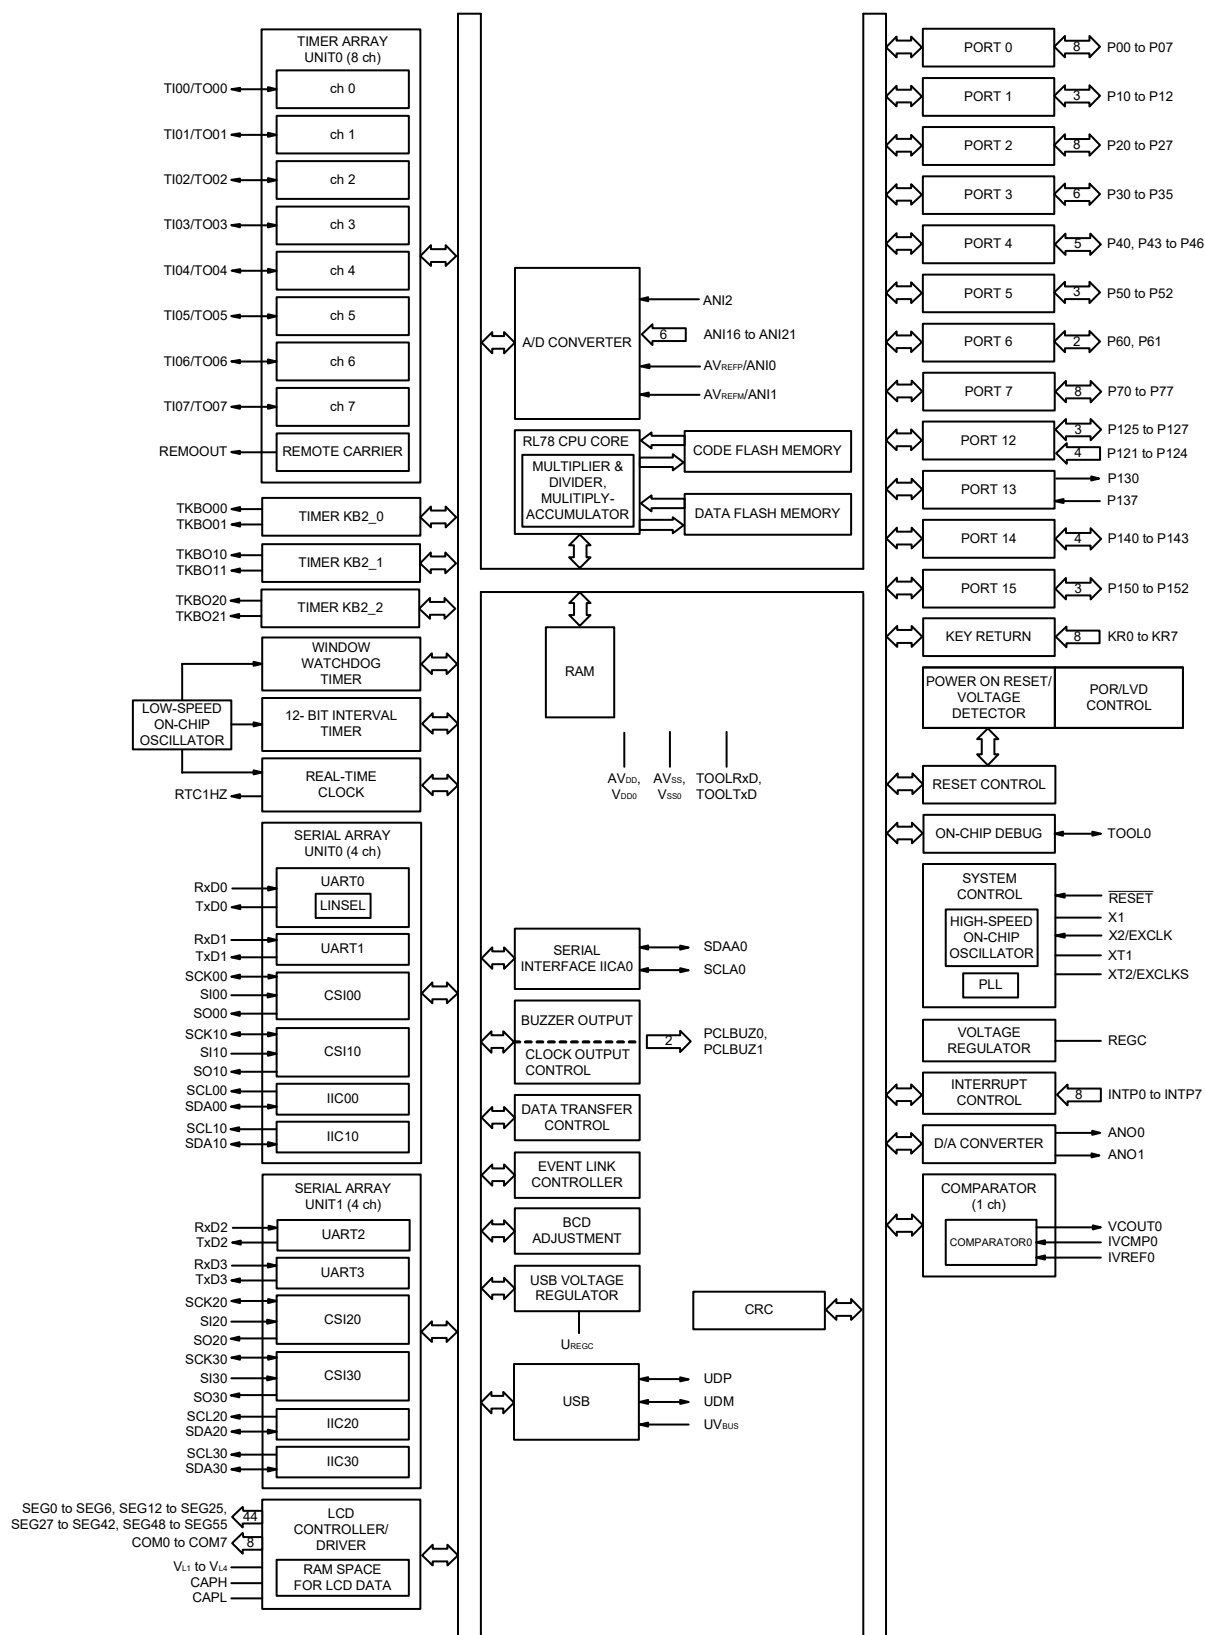 TIMER ARRAY
UNIT0 (8 ch)
TI00/TO00
ch 0
TI01/TO01
ch 1
TI02/TO02
ch 2
TI03/TO03
ch 3
TI04/TO04
ch 4
TI05/TO05
ch 5
TI06/TO06
ch 6
TI07/TO07
ch 7
REMOOUT
REMOTE CARRIER
TKBO00
TKBO01
TIMER KB2_0
TKBO10
TKBO11
TIMER KB2_1
TKBO20
TKBO21
TIMER KB2_2
WINDOW
WATCHDOG
TIMER
LOW-SPEED
ON-CHIP
OSCILLATOR
12- BIT INTERVAL
TIMER
REAL-TIME
CLOCK
RTC1HZ
SERIAL ARRAY
UNIT0 (4 ch)
UART0
LINSEL
RxD0
TxD0
RxD1
TxD1
UART1
SCK00
SI00
SO00
CSI00
SCK10
SI10
SO10
CSI10
SCL00
SDA00
IIC00
SCL10
SDA10
IIC10
SERIAL ARRAY
UNIT1 (4 ch)
RxD2
TxD2
UART2
RxD3
TxD3
UART3
SCK20
SI20
SO20
CSI20
SCK30
SI30
SO30
CSI30
SCL20
SDA20
IIC20
SCL30
SDA30
IIC30
SEG0 to SEG6, SEG12 to SEG25,
SEG27 to SEG42, SEG48 to SEG55
44
COM0 to COM7
8
VL1 to VL4
CAPH
CAPL
LCD
CONTROLLER/
DRIVER
RAM SPACE
FOR LCD DATA
A/D CONVERTER
ANI2
6
ANI16 to ANI21
AVREFP/ANI0
AVREFM/ANI1
RL78 CPU CORE
MULTIPLIER &
DIVIDER,
MULITIPLY-
ACCUMULATOR
CODE FLASH MEMORY
DATA FLASH MEMORY
RAM
AVDD,
VDD0
AVSS,
VSS0
TOOLRxD,
TOOLTxD
SERIAL
INTERFACE IICA0
SDAA0
SCLA0
BUZZER OUTPUT
CLOCK OUTPUT
CONTROL
2
PCLBUZ0,
PCLBUZ1
DATA TRANSFER
CONTROL
EVENT LINK
CONTROLLER
BCD
ADJUSTMENT
USB VOLTAGE
REGULATOR
UREGC
CRC
USB
UDP
UDM
UVBUS
PORT 0
8
P00 to P07
PORT 1
3
P10 to P12
PORT 2
8
P20 to P27
PORT 3
6
P30 to P35
PORT 4
5
P40, P43 to P46
PORT 5
3
P50 to P52
PORT 6
2
P60, P61
PORT 7
8
P70 to P77
PORT 12
3
P125 to P127
4
P121 to P124
PORT 13
P130
P137
PORT 14
4
P140 to P143
PORT 15
3
P150 to P152
KEY RETURN
8
KR0 to KR7
POWER ON RESET/
VOLTAGE
DETECTOR
POR/LVD
CONTROL
RESET CONTROL
ON-CHIP DEBUG
TOOL0
SYSTEM
CONTROL
HIGH-SPEED
ON-CHIP
OSCILLATOR
PLL
RESET
X1
X2/EXCLK
XT1
XT2/EXCLKS
VOLTAGE
REGULATOR
REGC
INTERRUPT
CONTROL
8
INTP0 to INTP7
D/A CONVERTER
ANO0
ANO1
COMPARATOR
(1 ch)
COMPARATOR0
VCOUT0
IVCMP0
IVREF0